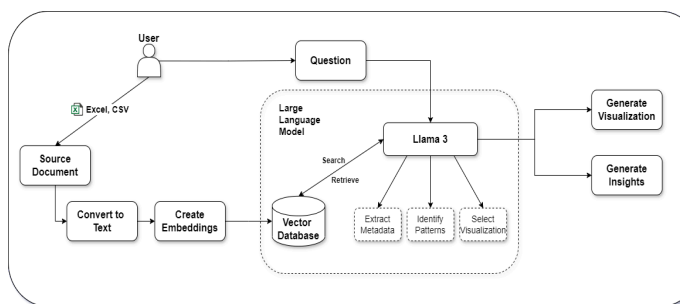 User
Question
Excel, CSV
Large
Language
Model
Llama 3
Generate
Visualization
Search
Source
Document
Retrieve
Generate
Insights
Convert to
Text
Create
Embeddings
Vector
Database
Extract
Metadata
Identify
Patterns
Select
Visualization